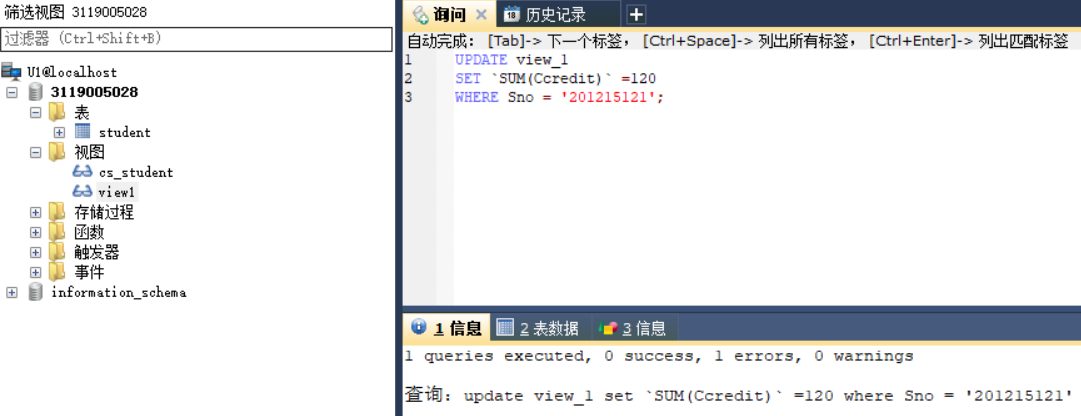 筛选视图 3119005028
过滤器 (Ctrl+Shift+B)
U1@localhost
3119005028
表
student
视图
cs_student
view1
存储过程
函数
触发器
事件
information_schema
询问 历史记录
自动完成： [Tab]-> 下一个标签， [Ctrl+Space]-> 列出所有标签， [Ctrl+Enter]-> 列出匹配标签
1 UPDATE view_1
2 SET `SUM(Ccredit)` =120
3 WHERE Sno = '201215121';
1 信息 2 表数据 3 信息
1 queries executed, 0 success, 1 errors, 0 warnings
查询：update view_1 set `SUM(Ccredit)` =120 where Sno = '201215121'